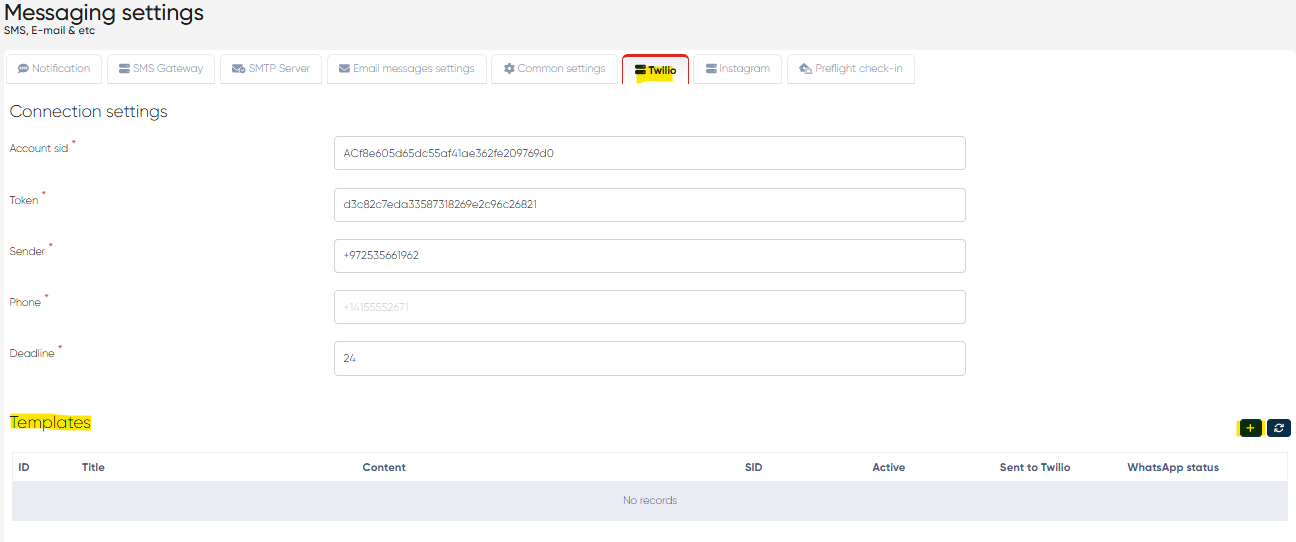 Messaging settings
SMS, E-mail & etc
Notification SMS Gateway SMTP Server Email messages settings Common settings Twilio Instagram Preflight check-in
Connection settings
Account sid *
ACf8e605d65dc55af41ae362fe209769d0
Token *
d3c82c7eda33587318269e2c96c26821
Sender *
+972535661962
Phone *
+14155552671
Deadline *
24
Templates
+
ID Title Content SID Active Sent to Twilio WhatsApp status
No records